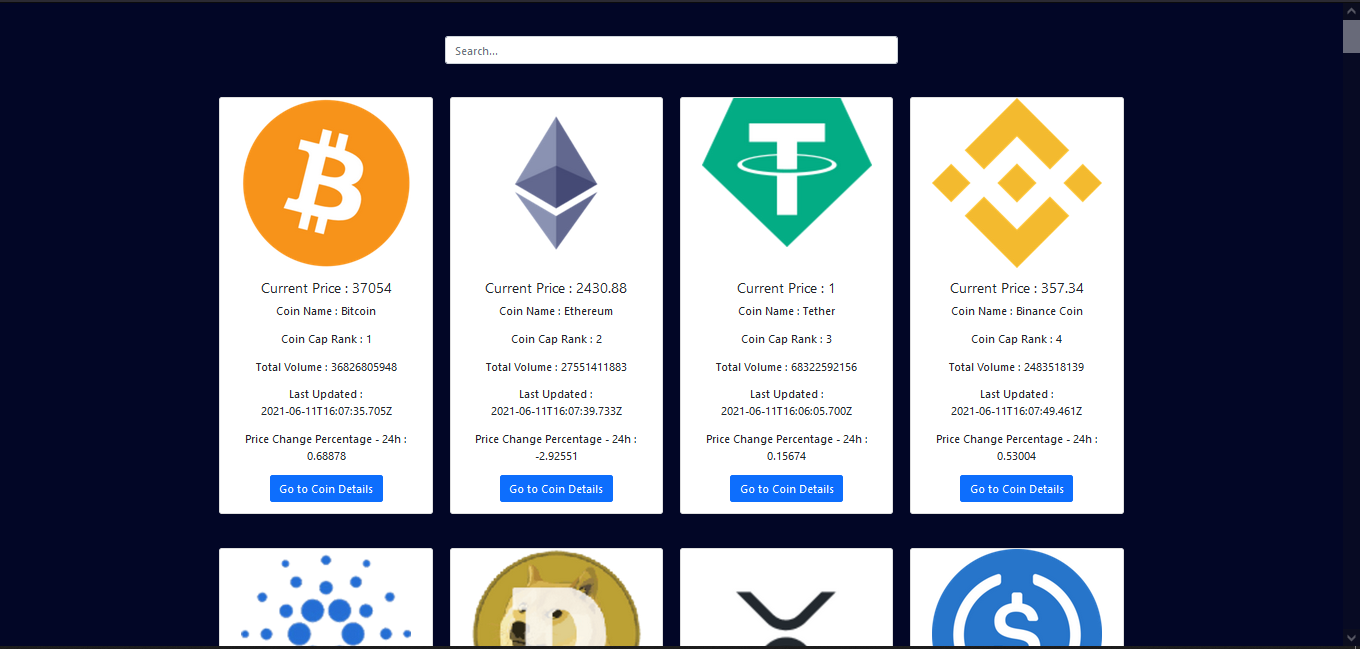 Search...
Current Price : 37054
Coin Name : Bitcoin
Coin Cap Rank : 1
Total Volume : 36826805948
Last Updated :
2021-06-11T16:07:35.705Z
Price Change Percentage - 24h :
0.68878
Go to Coin Details
Current Price : 2430.88
Coin Name : Ethereum
Coin Cap Rank : 2
Total Volume : 27551411883
Last Updated :
2021-06-11T16:07:39.733Z
Price Change Percentage - 24h :
-2.92551
Go to Coin Details
Current Price : 1
Coin Name : Tether
Coin Cap Rank : 3
Total Volume : 68322592156
Last Updated :
2021-06-11T16:06:05.700Z
Price Change Percentage - 24h :
0.15674
Go to Coin Details
Current Price : 357.34
Coin Name : Binance Coin
Coin Cap Rank : 4
Total Volume : 2483518139
Last Updated :
2021-06-11T16:07:49.461Z
Price Change Percentage - 24h :
0.53004
Go to Coin Details